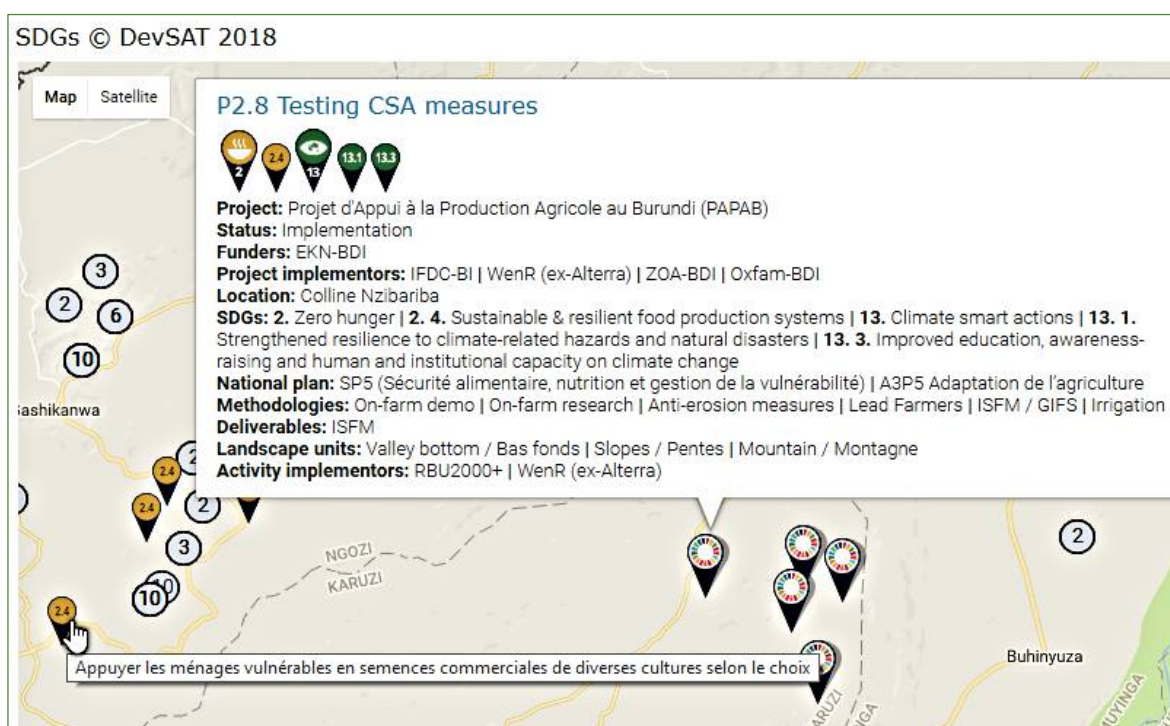 SDGs © DevSAT 2018
Map Satellite
P2.8 Testing CSA measures
2 2.4 13 13.1 13.3
Project: Projet d'Appui à la Production Agricole au Burundi (PAPAB)
Status: Implementation
Funders: EKN-BDI
Project implementors: IFDC-BI | WenR (ex-Alterra) | ZOA-BDI | Oxfam-BDI
Location: Colline Nzibariba
SDGs: 2. Zero hunger | 2. 4. Sustainable & resilient food production systems | 13. Climate smart actions | 13. 1.
Strengthened resilience to climate-related hazards and natural disasters | 13. 3. Improved education, awareness-
raising and human and institutional capacity on climate change
National plan: SP5 (Sécurité alimentaire, nutrition et gestion de la vulnérabilité) | A3P5 Adaptation de l'agriculture
Methodologies: On-farm demo | On-farm research | Anti-erosion measures | Lead Farmers | ISFM / GIFS | Irrigation
Deliverables: ISFM
Landscape units: Valley bottom / Bas fonds | Slopes / Pentes | Mountain / Montagne
Activity implementors: RBU2000+ | WenR (ex-Alterra)
3
2
6
10
2.4
2
2.4
2
3
2
NGOZI
KARUZI
10
10
2.4
Appuyer les ménages vulnérables en semences commerciales de diverses cultures selon le choix
Buhinyuza
KARUZI
MUYINGA